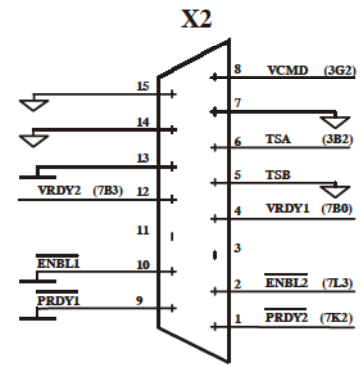 X2
8 VCMD (3G2)
15
7
14
6 TSA (3B2)
13
5 TSB
VRDY2 (7B3) 12
4 VRDY1 (7B0)
11
3
ENBL1 10
2 ENBL2 (7L3)
PRDY1 9
1 PRDY2 (7K2)